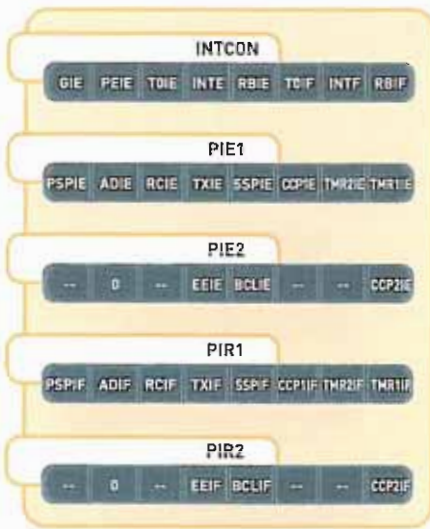 INTCON
GIE PEIE T0IE INTE RBIE T0IF INTF RBIF
PIE1
PSPIE ADIE RCIE TXIE SSPIE CCP1E TMR2IE TMR1IE
PIE2
-- 0 -- EEIE BCLIE -- -- CCP2IE
PIR1
PSPIF ADIF RCIF TXIF SSPIF CCP1IF TMR2IF TMR1IF
PIR2
-- 0 -- EEIF BCLIF -- -- CCP2IF